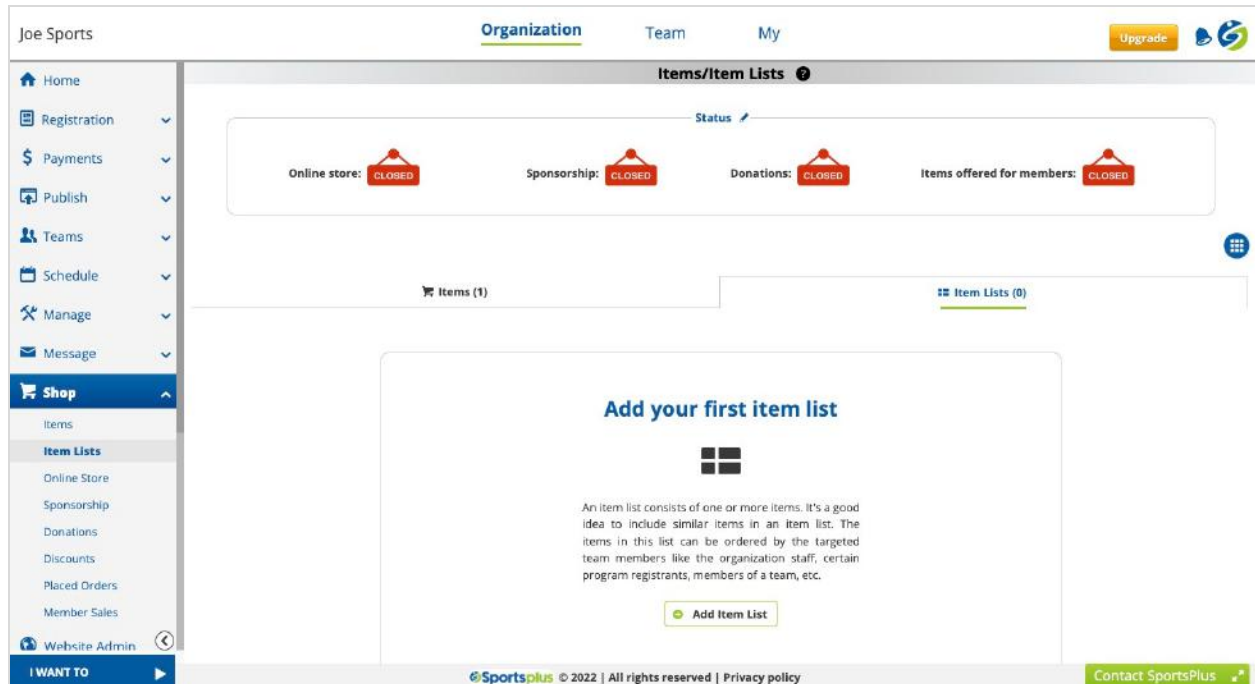 Joe Sports
Organization
Team
My
Upgrade
Home
Registration
Payments
Publish
Teams
Schedule
Manage
Message
Shop
Items
Item Lists
Online Store
Sponsorship
Donations
Discounts
Placed Orders
Member Sales
Website Admin
I WANT TO
Items/Item Lists
Status
Online store: CLOSED
Sponsorship: CLOSED
Donations: CLOSED
Items offered for members: CLOSED
Items (1)
Item Lists (0)
Add your first item list
An item list consists of one or more items. It's a good
idea to include similar items in an item list. The
items in this list can be ordered by the targeted
team members like the organization staff, certain
program registrants, members of a team, etc.
Add Item List
Sportsplus © 2022 | All rights reserved | Privacy policy
Contact SportsPlus